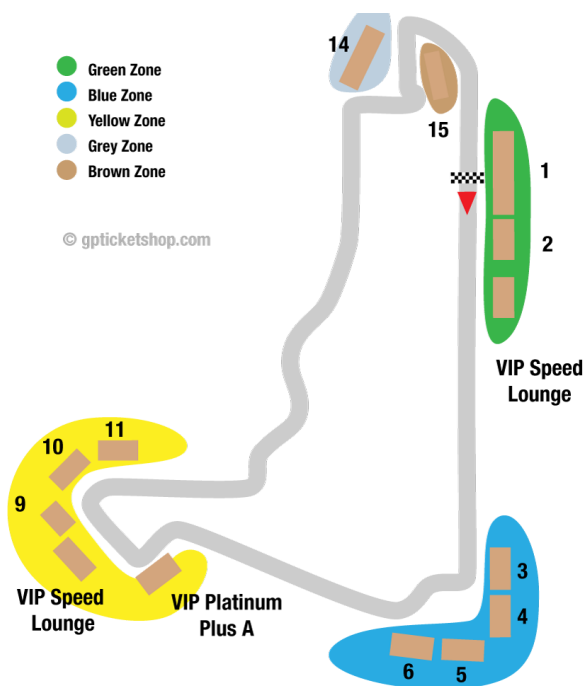 14
Green Zone
Blue Zone
Yellow Zone
Grey Zone
Brown Zone
15
1
© gpticketshop.com
2
VIP Speed
Lounge
11
10
9
3
VIP Speed
Lounge
VIP Platinum
Plus A
4
6
5